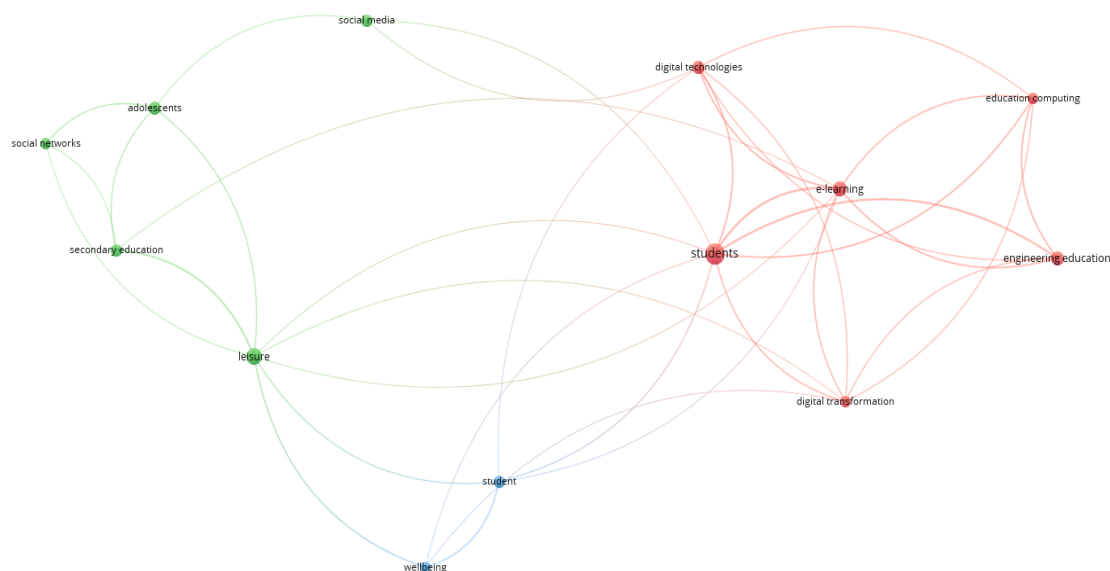 social media
digital technologies
education computing
adolescents
social networks
e-learning
secondary education
students
engineering education
leisure
digital transformation
student
wellbeing